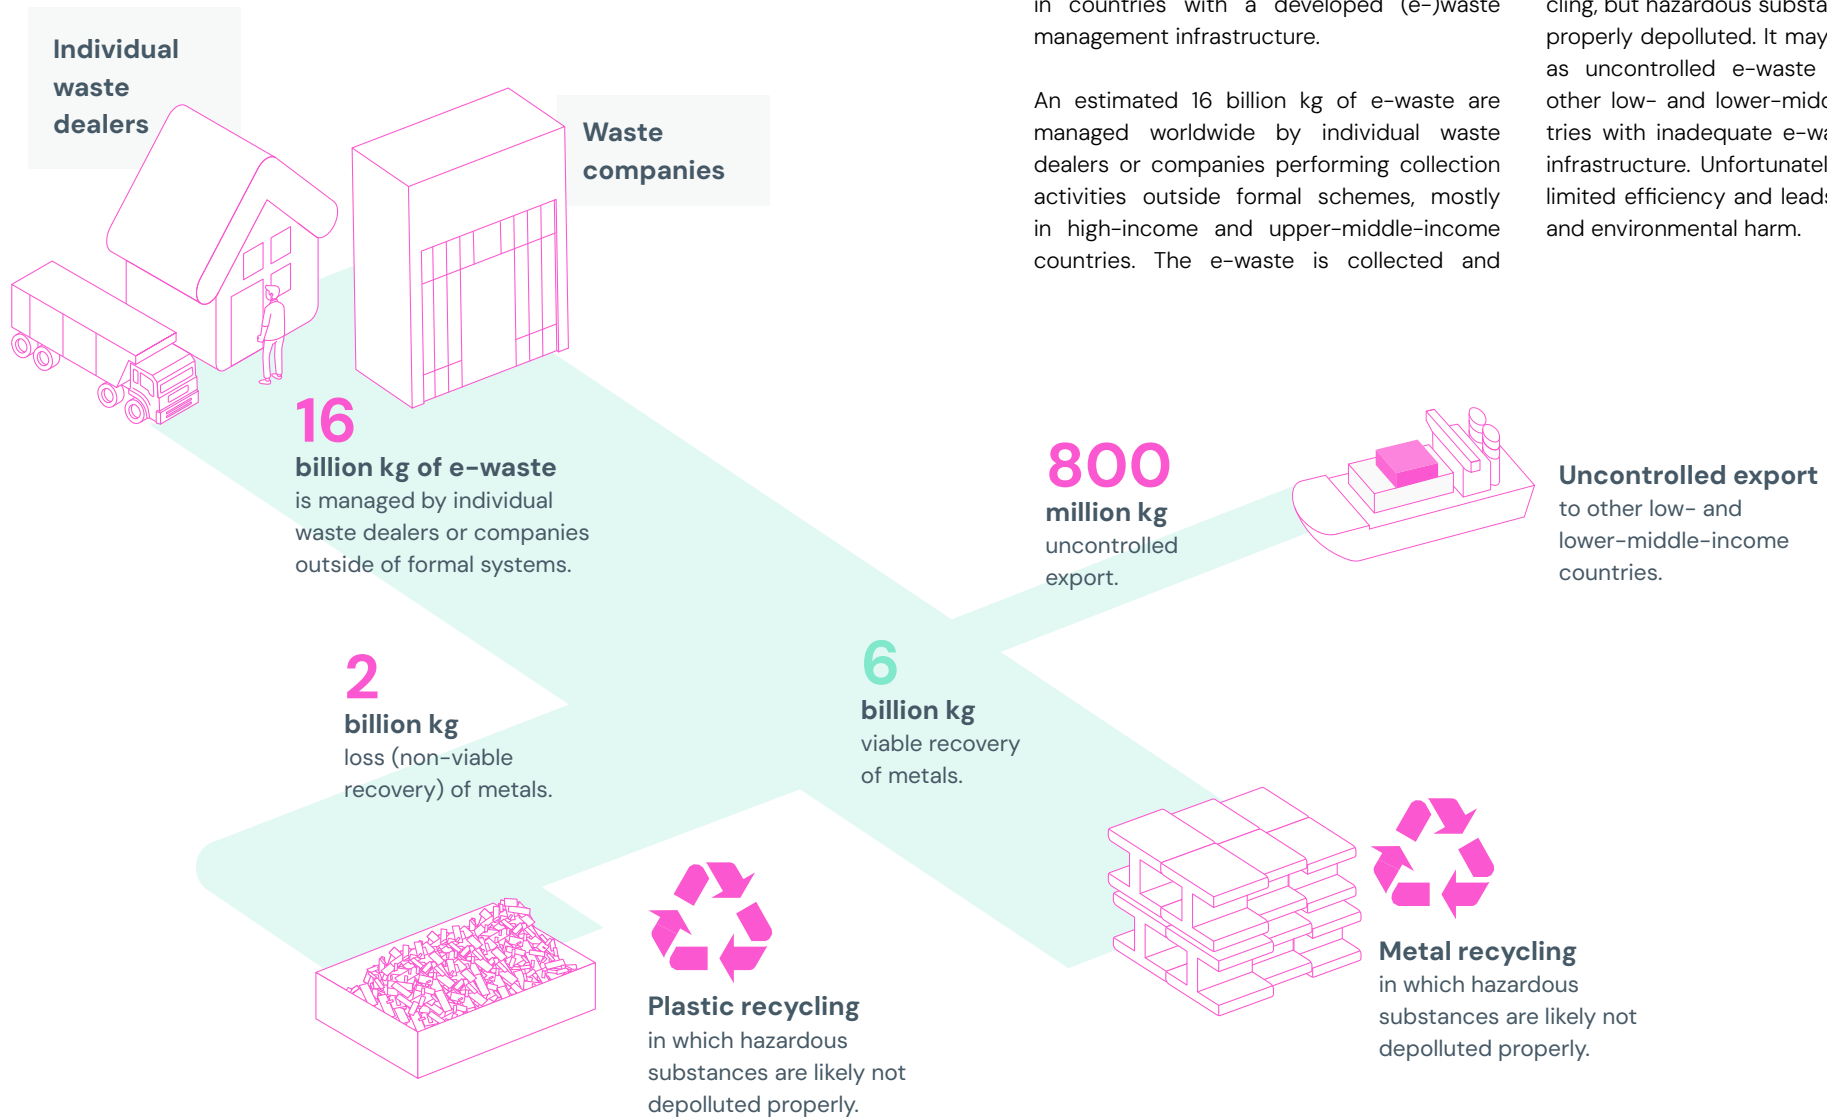 Individual
waste
dealers
Waste
companies
in countries with a developed (e-)waste
management infrastructure.
An estimated 16 billion kg of e-waste are
managed worldwide by individual waste
dealers or companies performing collection
activities outside formal schemes, mostly
in high-income and upper-middle-income
countries. The e-waste is collected and
cling, but hazardous
properly depolluted. It may
as uncontrolled e-waste
other low- and
tries with inadequate
infrastructure.
limited efficiency and
and environmental harm.
16
billion kg of e-waste
is managed by individual
waste dealers or companies
outside of formal systems.
800
million kg
uncontrolled
export.
Uncontrolled export
to other low- and
lower-middle-income
countries.
2
billion kg
loss (non-viable
recovery) of metals.
6
billion kg
viable recovery
of metals.
Plastic recycling
in which hazardous
substances are likely not
depolluted properly.
Metal recycling
in which hazardous
substances are likely not
depolluted properly.